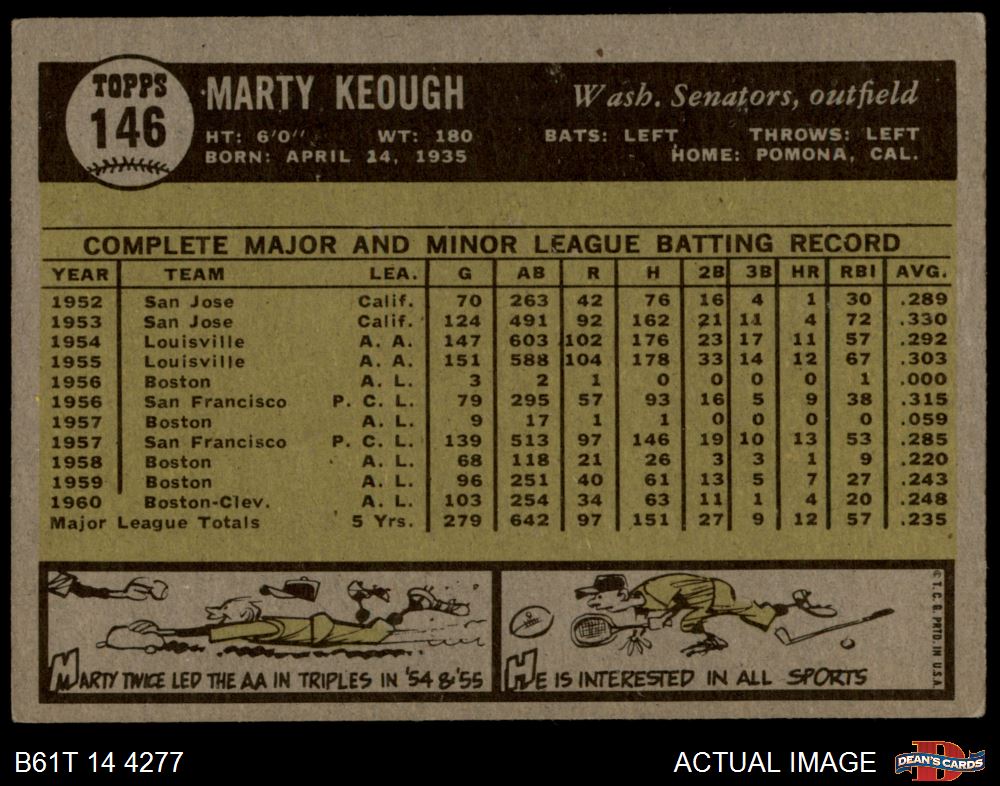 TOPPS
146
MARTY KEOUGH
Wash. Senators, outfield
HT: 6'0" WT: 180 BATS: LEFT THROWS: LEFT
BORN: APRIL 14, 1935 HOME: POMONA, CAL.
COMPLETE MAJOR AND MINOR LEAGUE BATTING RECORD
YEAR TEAM LEA. G AB R H 2B 3B HR RBI AVG.
1952 San Jose Calif. 70 263 42 76 16 4 1 30 .289
1953 San Jose Calif. 124 491 92 162 21 11 4 72 .330
1954 Louisville A. A. 147 603 102 176 23 17 11 57 .292
1955 Louisville A. A. 151 588 104 178 33 14 12 67 .303
1956 Boston A. L. 3 2 1 0 0 0 0 1 .000
1956 San Francisco P. C. L. 79 295 57 93 16 5 9 38 .315
1957 Boston A. L. 9 17 1 1 0 0 0 0 .059
1957 San Francisco P. C. L. 139 513 97 146 19 10 13 53 .285
1958 Boston A. L. 68 118 21 26 3 3 1 9 .220
1959 Boston A. L. 96 251 40 61 13 5 7 27 .243
1960 Boston-Clev. A. L. 103 254 34 63 11 1 4 20 .248
Major League Totals 5 Yrs. 279 642 97 151 27 9 12 57 .235
MARTY TWICE LED THE AA IN TRIPLES IN '54 & '55
HE IS INTERESTED IN ALL SPORTS
© T. C. G. PRTD. IN U.S.A.
B61T 14 4277
ACTUAL IMAGE
D
DEAN'S CARDS